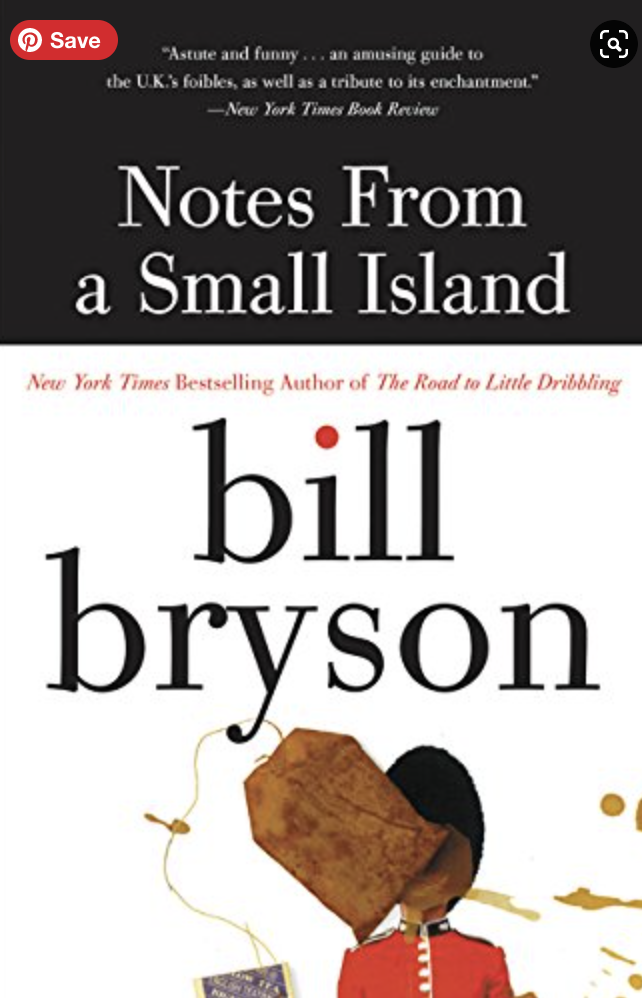 Save
“Astute and funny . . . an amusing guide to
the U.K.’s foibles, as well as a tribute to its enchantment.”
—New York Times Book Review
Notes From
a Small Island
New York Times Bestselling Author of The Road to Little Dribbling
bill
bryson
TEA
ENGLISH